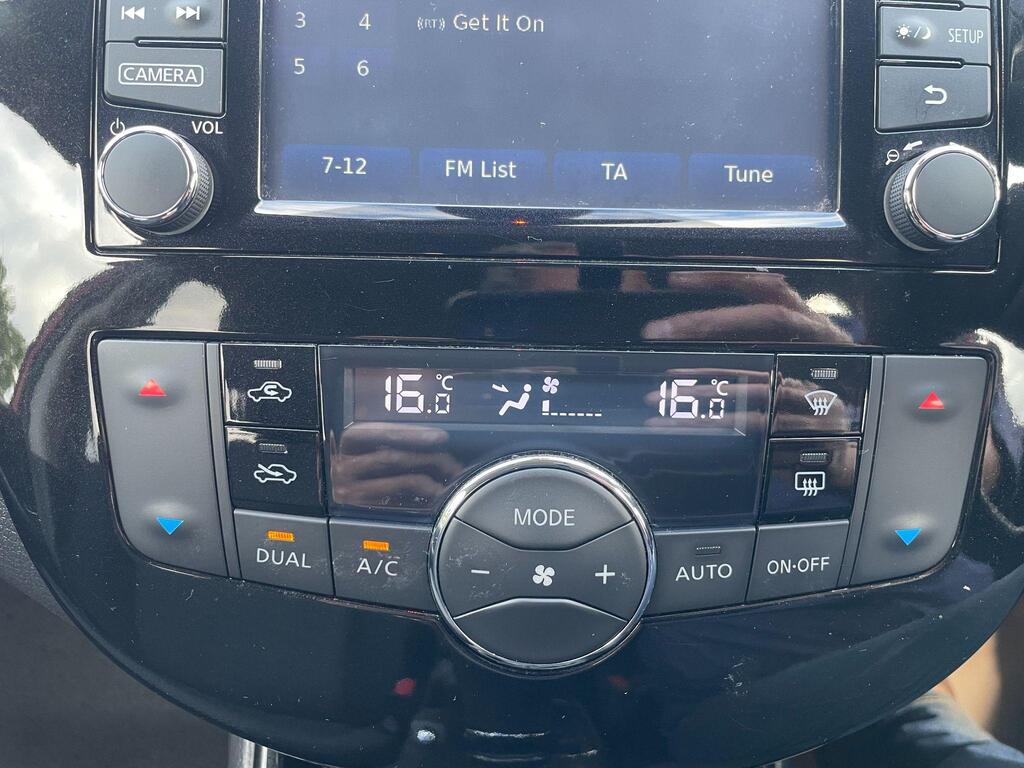 3 4 (RT) Get It On
SETUP
CAMERA
5 6
VOL
7-12 FM List TA Tune
16.0 °C 16.0 °C
MODE
DUAL A/C - + AUTO ON·OFF